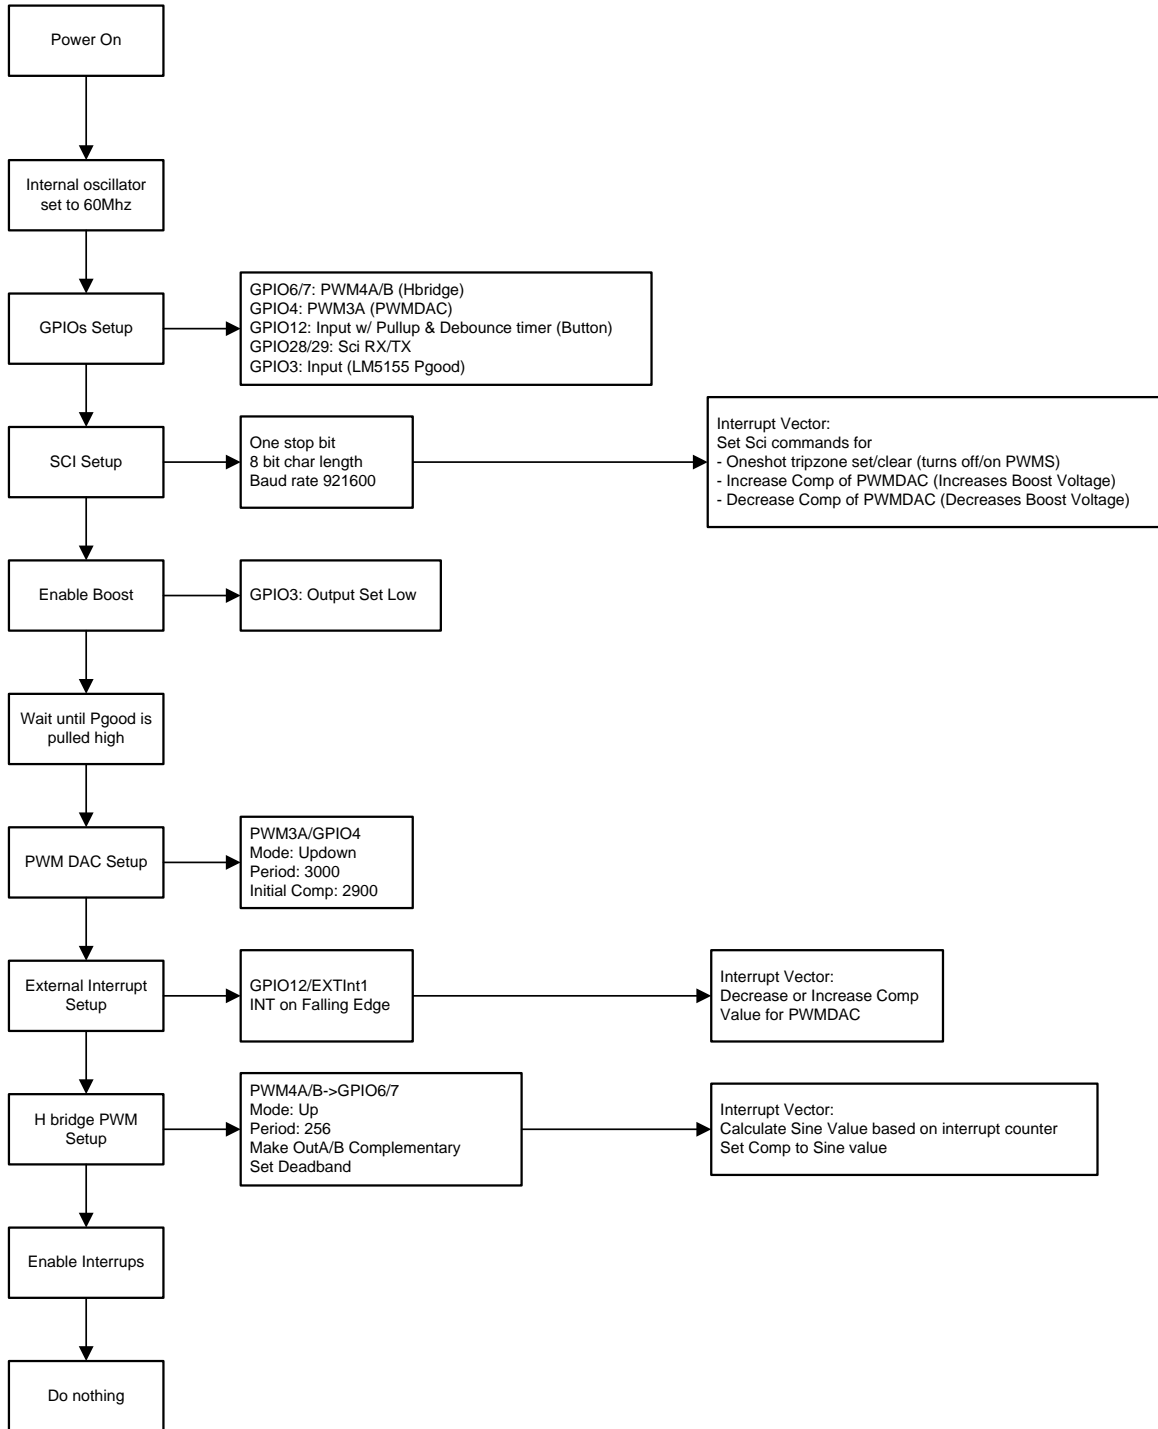 Power On
Internal oscillator
set to 60Mhz
GPIOs Setup
GPIO6/7: PWM4A/B (Hbridge)
GPIO4: PWM3A (PWMDAC)
GPIO12: Input w/ Pullup & Debounce timer (Button)
GPIO28/29: Sci RX/TX
GPIO3: Input (LM5155 Pgood)
SCI Setup
One stop bit
8 bit char length
Baud rate 921600
Interrupt Vector:
Set Sci commands for
- Oneshot tripzone set/clear (turns off/on PWMS)
- Increase Comp of PWMDAC (Increases Boost Voltage)
- Decrease Comp of PWMDAC (Decreases Boost Voltage)
Enable Boost
GPIO3: Output Set Low
Wait until Pgood is
pulled high
PWM DAC Setup
PWM3A/GPIO4
Mode: Updown
Period: 3000
Initial Comp: 2900
External Interrupt
Setup
GPIO12/EXTInt1
INT on Falling Edge
Interrupt Vector:
Decrease or Increase Comp
Value for PWMDAC
H bridge PWM
Setup
PWM4A/B->GPIO6/7
Mode: Up
Period: 256
Make OutA/B Complementary
Set Deadband
Interrupt Vector:
Calculate Sine Value based on interrupt counter
Set Comp to Sine value
Enable Interrups
Do nothing